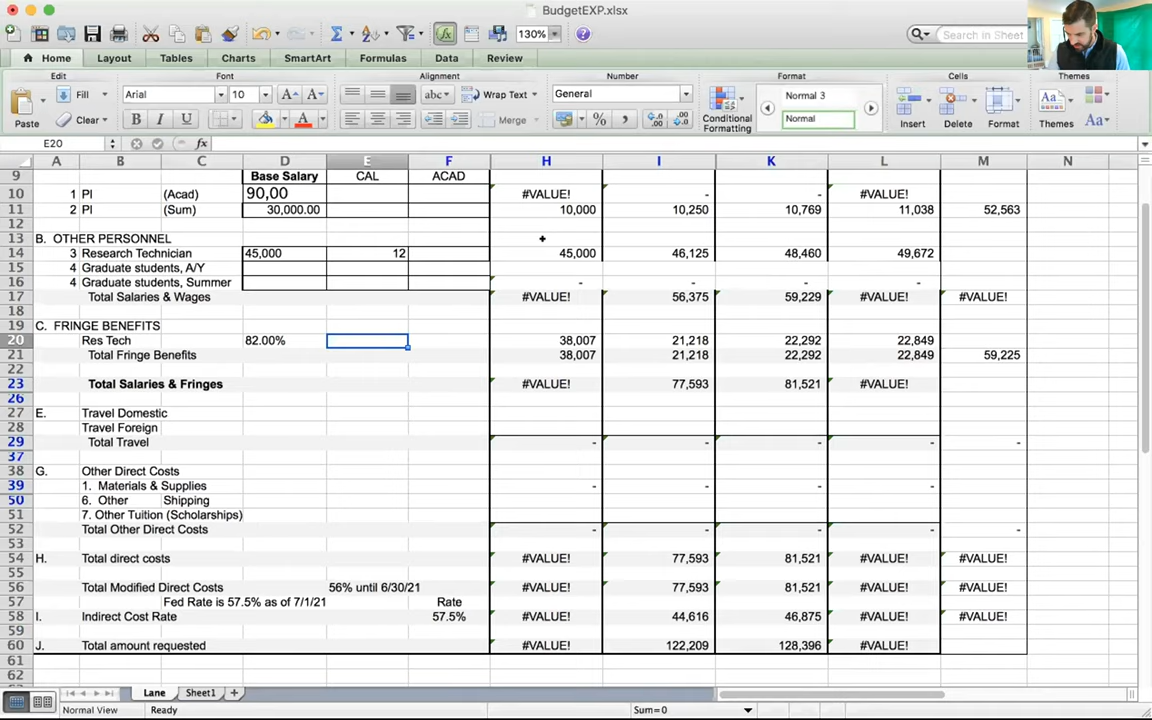 BudgetEXP.xlsx
130% Search in Sheet
Home Layout Tables Charts SmartArt Formulas Data Review
Edit Font Alignment Number Format Cells Themes
Fill Arial 10 A A abc Wrap Text General Normal 3
Paste Clear B I U A Merge % , Conditional Formatting Normal Insert Delete Format Themes Aa
E20 fx
A B C D E F H I K L M N
9 Base Salary CAL ACAD
10 1 PI (Acad) 90,00 #VALUE! - - #VALUE!
11 2 PI (Sum) 30,000.00 10,000 10,250 10,769 11,038 52,563
12
13 B. OTHER PERSONNEL
14 3 Research Technician 45,000 12 45,000 46,125 48,460 49,672
15 4 Graduate students, A/Y
16 4 Graduate students, Summer - - - -
17 Total Salaries & Wages #VALUE! 56,375 59,229 #VALUE! #VALUE!
18
19 C. FRINGE BENEFITS
20 Res Tech 82.00% 38,007 21,218 22,292 22,849
21 Total Fringe Benefits 38,007 21,218 22,292 22,849 59,225
22
23 Total Salaries & Fringes #VALUE! 77,593 81,521 #VALUE!
26
27 E. Travel Domestic
28 Travel Foreign
29 Total Travel - - - - -
37
38 G. Other Direct Costs
39 1. Materials & Supplies - - - -
50 6. Other Shipping
51 7. Other Tuition (Scholarships)
52 Total Other Direct Costs - - - - -
53
54 H. Total direct costs #VALUE! 77,593 81,521 #VALUE! #VALUE!
55
56 Total Modified Direct Costs 56% until 6/30/21 #VALUE! 77,593 81,521 #VALUE! #VALUE!
57 Fed Rate is 57.5% as of 7/1/21 Rate
58 I. Indirect Cost Rate 57.5% #VALUE! 44,616 46,875 #VALUE! #VALUE!
59
60 J. Total amount requested #VALUE! 122,209 128,396 #VALUE!
61
62
Lane Sheet1
Normal View Ready Sum=0